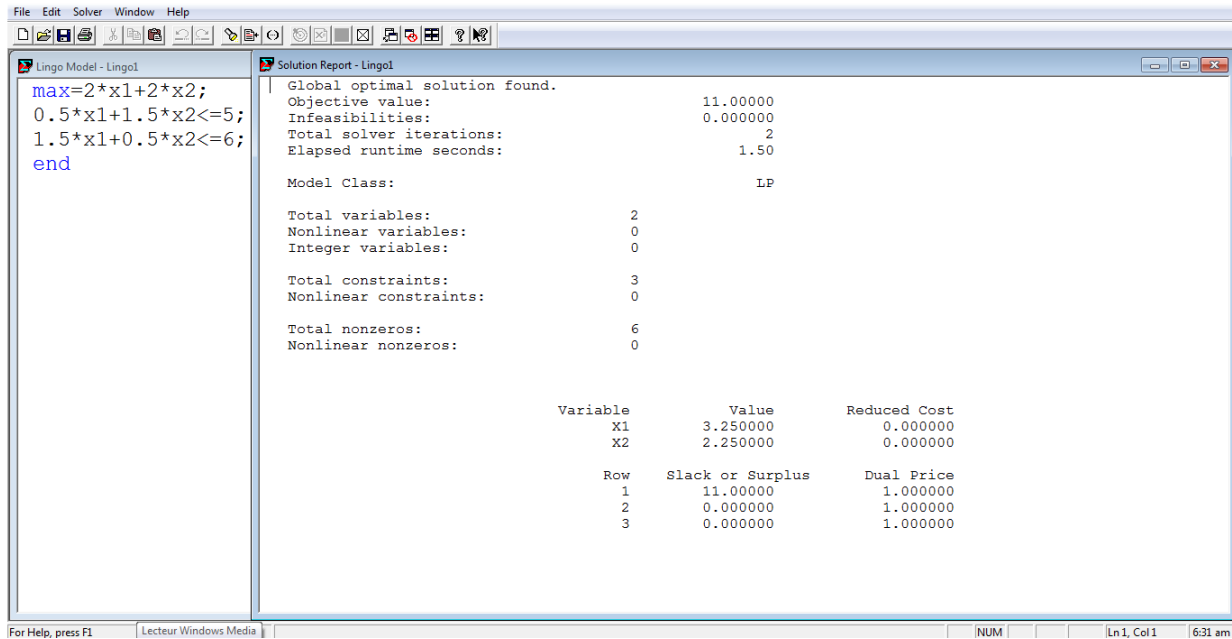 File Edit Solver Window Help
Lingo Model - Lingo1
max=2*x1+2*x2;
0.5*x1+1.5*x2<=5;
1.5*x1+0.5*x2<=6;
end
Solution Report - Lingo1
Global optimal solution found.
Objective value: 11.00000
Infeasibilities: 0.000000
Total solver iterations: 2
Elapsed runtime seconds: 1.50
Model Class: LP
Total variables: 2
Nonlinear variables: 0
Integer variables: 0
Total constraints: 3
Nonlinear constraints: 0
Total nonzeros: 6
Nonlinear nonzeros: 0
Variable Value Reduced Cost
X1 3.250000 0.000000
X2 2.250000 0.000000
Row Slack or Surplus Dual Price
1 11.00000 1.000000
2 0.000000 1.000000
3 0.000000 1.000000
For Help, press F1 Lecteur Windows Media NUM Ln 1, Col 1 6:31 am